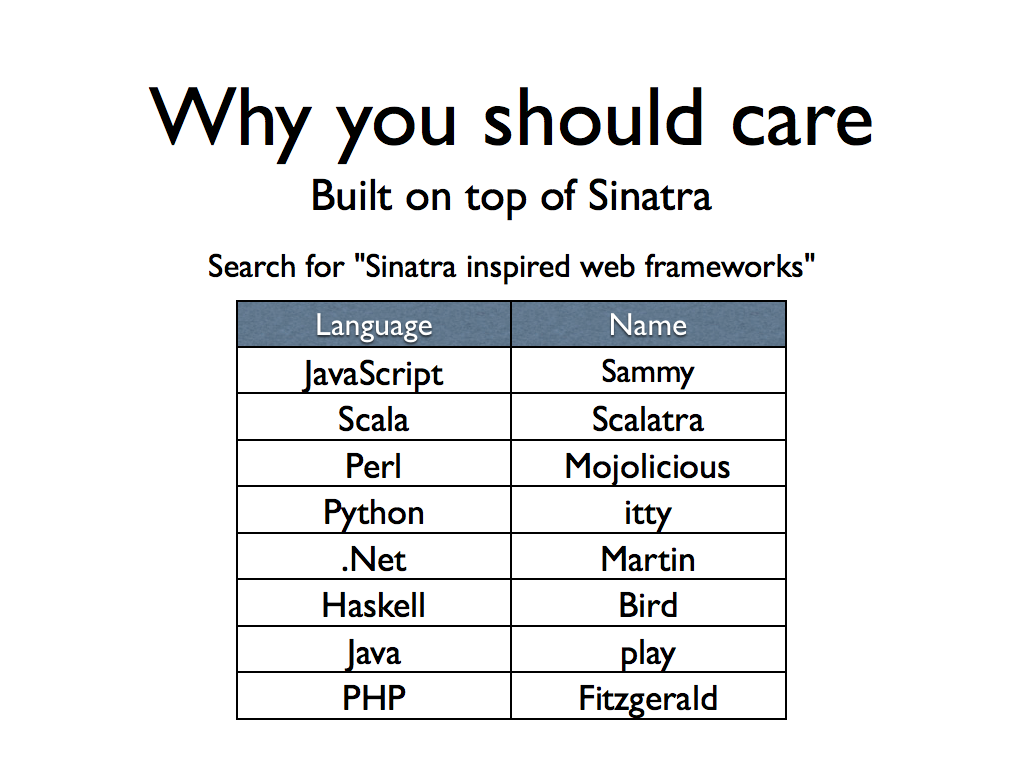 Why you should care
Built on top of Sinatra
Search for "Sinatra inspired web frameworks"
Language Name
JavaScript Sammy
Scala Scalatra
Perl Mojolicious
Python itty
.Net Martin
Haskell Bird
Java play
PHP Fitzgerald